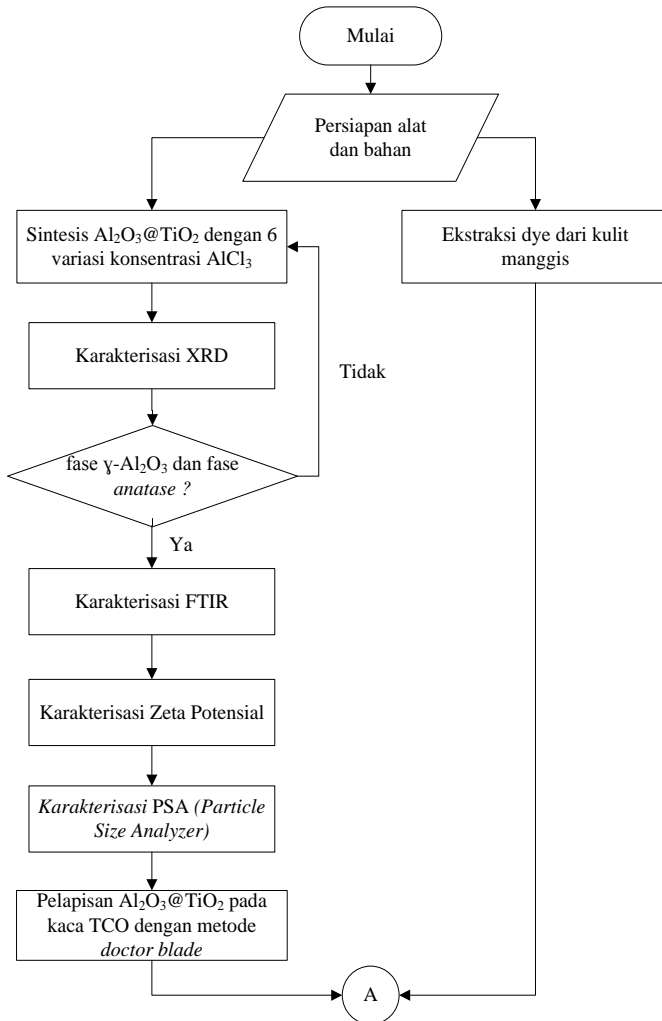 Mulai
Persiapan alat
dan bahan
Sintesis Al₂O₃@TiO₂ dengan 6
variasi konsentrasi AlCl₃
Ekstraksi dye dari kulit
manggis
Karakterisasi XRD
Tidak
fase ɣ-Al₂O₃ dan fase
anatase ?
Ya
Karakterisasi FTIR
Karakterisasi Zeta Potensial
Karakterisasi PSA (Particle
Size Analyzer)
Pelapisan Al₂O₃@TiO₂ pada
kaca TCO dengan metode
doctor blade
A